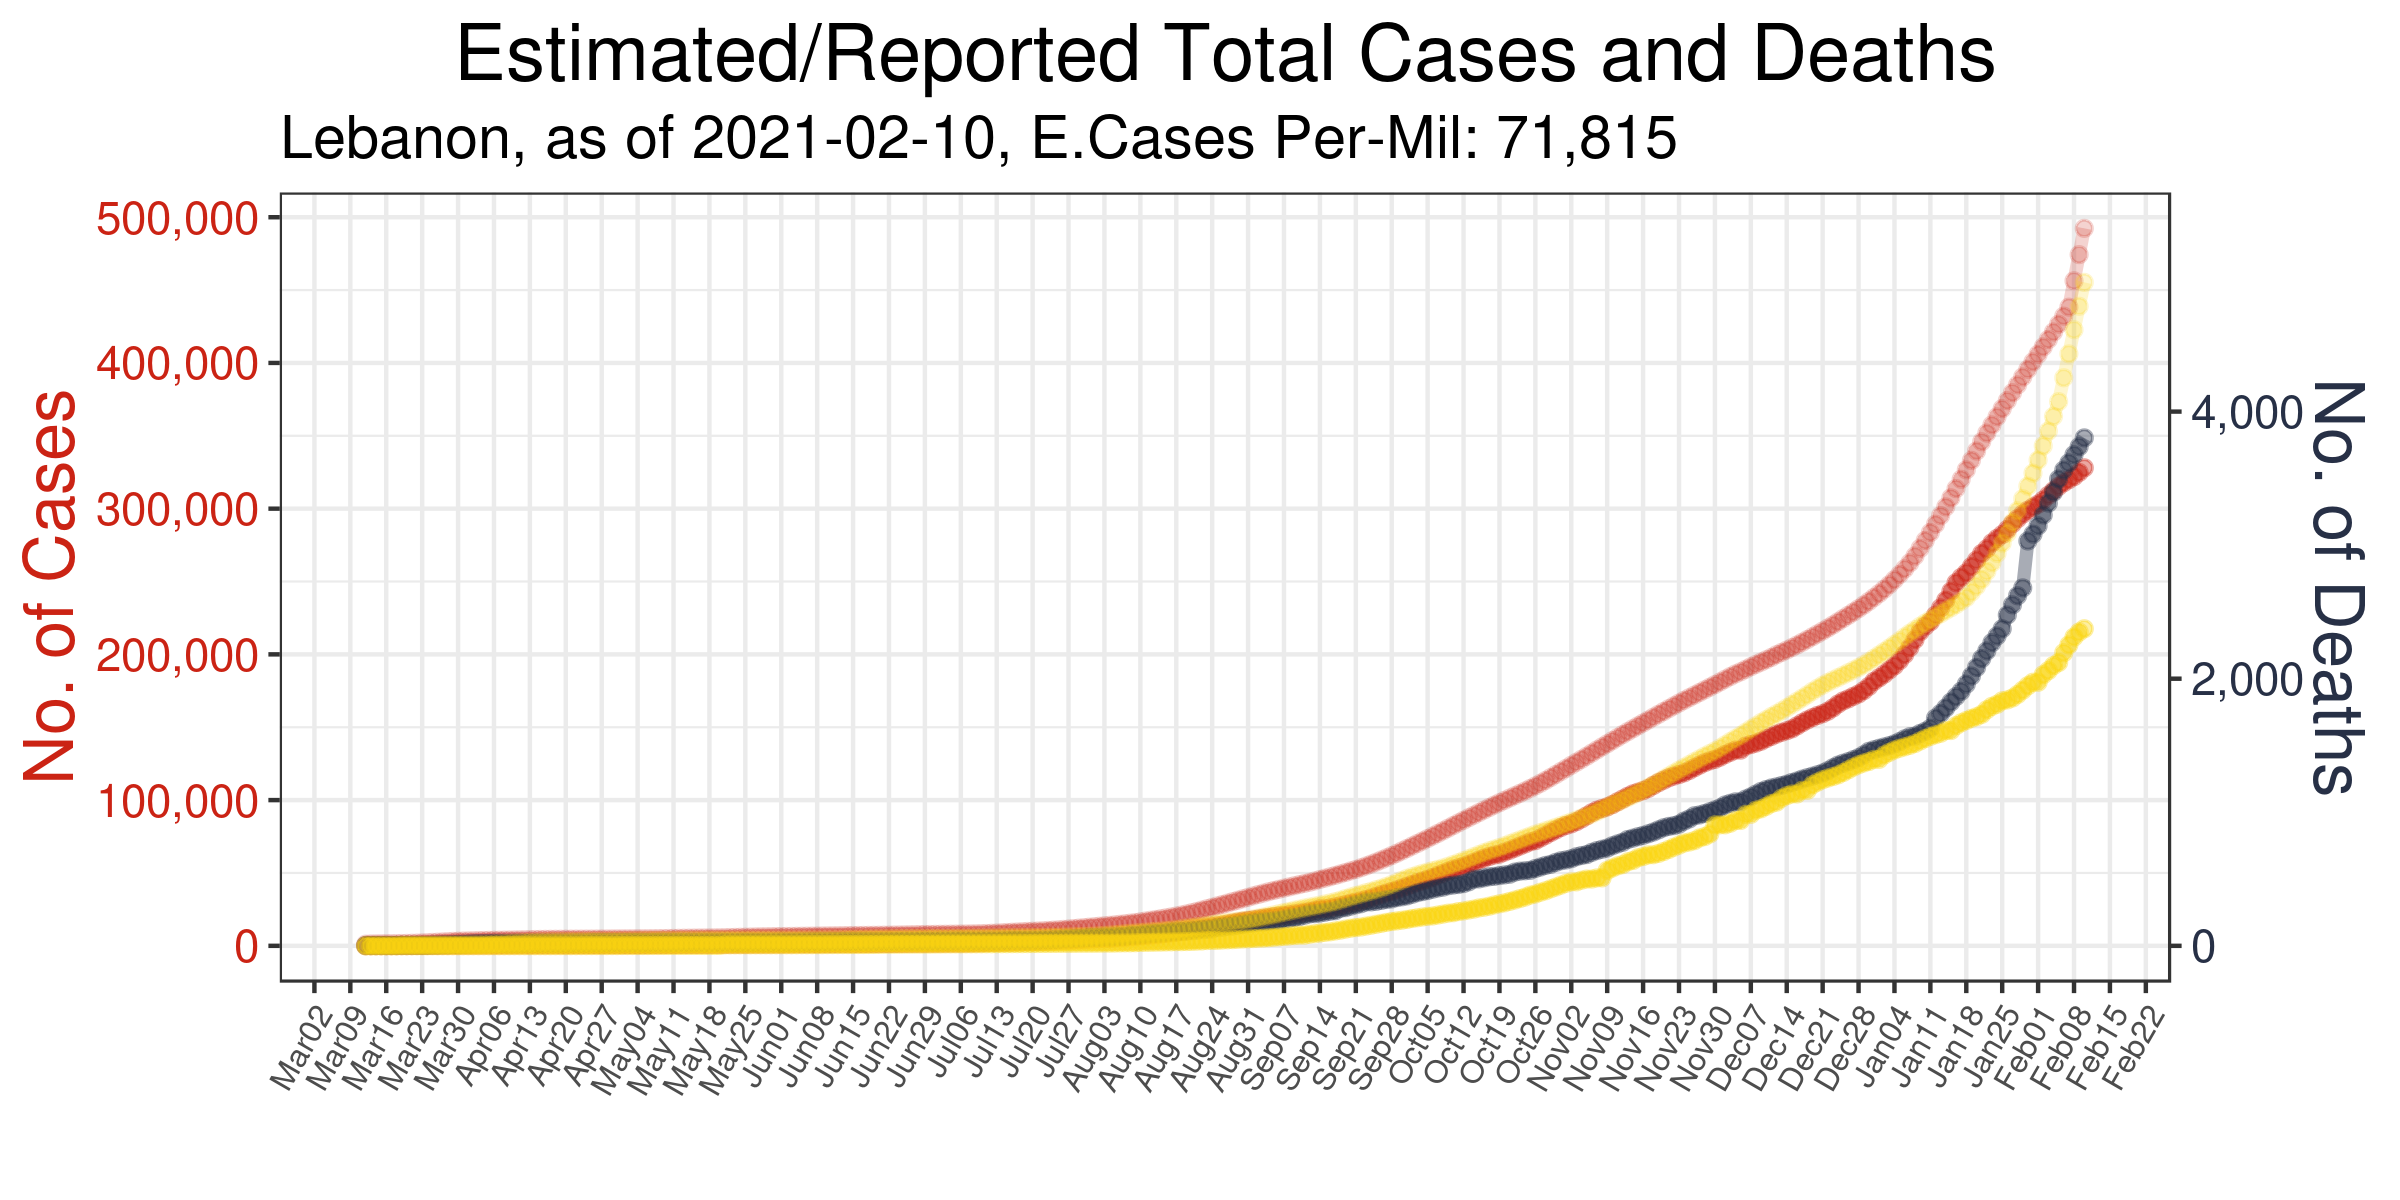 Estimated/Reported Total Cases and Deaths
Lebanon, as of 2021-02-10, E.Cases Per-Mil: 71,815
No. of Cases
500,000
400,000
300,000
200,000
100,000
0
4,000
2,000
0
No. of Deaths
Mar02
Mar09
Mar16
Mar23
Mar30
Apr06
Apr13
Apr20
Apr27
May04
May11
May18
May25
Jun01
Jun08
Jun15
Jun22
Jun29
Jul06
Jul13
Jul20
Jul27
Aug03
Aug10
Aug17
Aug24
Aug31
Sep07
Sep14
Sep21
Sep28
Oct05
Oct12
Oct19
Oct26
Nov02
Nov09
Nov16
Nov23
Nov30
Dec07
Dec14
Dec21
Dec28
Dec04
Jan11
Jan18
Jan25
Feb01
Feb08
Feb15
Feb22